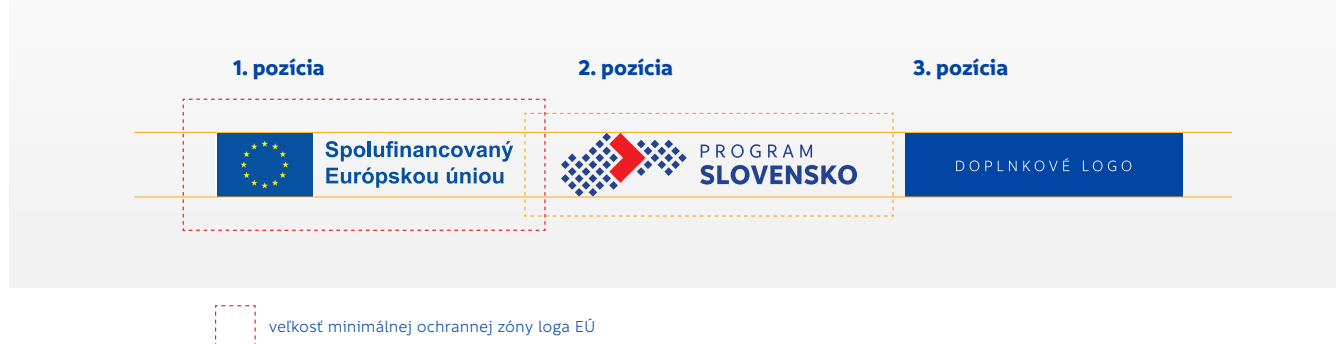 1. pozícia
2. pozícia
3. pozícia
Spolufinancovaný
Európskou úniou
PROGRAM
SLOVENSKO
DOPLNKOVÉ LOGO
veľkosť minimálnej ochrannej zóny loga EÚ